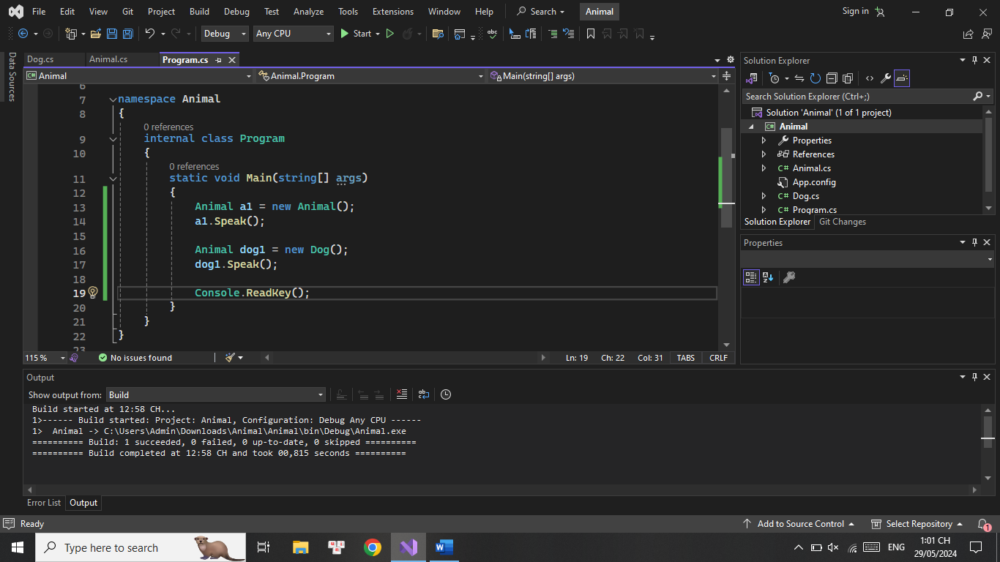 File Edit View Git Project Build Debug Test Analyze Tools Extensions Window Help Search Animal Sign in
Debug Any CPU Start
Data Sources
Dog.cs Animal.cs Program.cs
Animal Animal.Program Main(string[] args)
6
7 namespace Animal
8 {
0 references
9 internal class Program
10 {
0 references
11 static void Main(string[] args)
12 {
13 Animal a1 = new Animal();
14 a1.Speak();
15
16 Animal dog1 = new Dog();
17 dog1.Speak();
18
19 Console.ReadKey();
20 }
21 }
22 }
23
115 % No issues found Ln: 19 Ch: 22 Col: 31 TABS CRLF
Solution Explorer
Search Solution Explorer (Ctrl+;)
Solution 'Animal' (1 of 1 project)
C# Animal
Properties
References
C# Animal.cs
App.config
C# Dog.cs
C# Program.cs
Solution Explorer Git Changes
Properties
Output
Show output from: Build
Build started at 12:58 CH...
1>------ Build started: Project: Animal, Configuration: Debug Any CPU ------
1>  Animal -> C:\Users\Admin\Downloads\Animal\Animal\bin\Debug\Animal.exe
========== Build: 1 succeeded, 0 failed, 0 up-to-date, 0 skipped ==========
========== Build completed at 12:58 CH and took 00,815 seconds ==========
Error List Output
Ready Add to Source Control Select Repository 1
Type here to search ENG 1:01 CH
29/05/2024